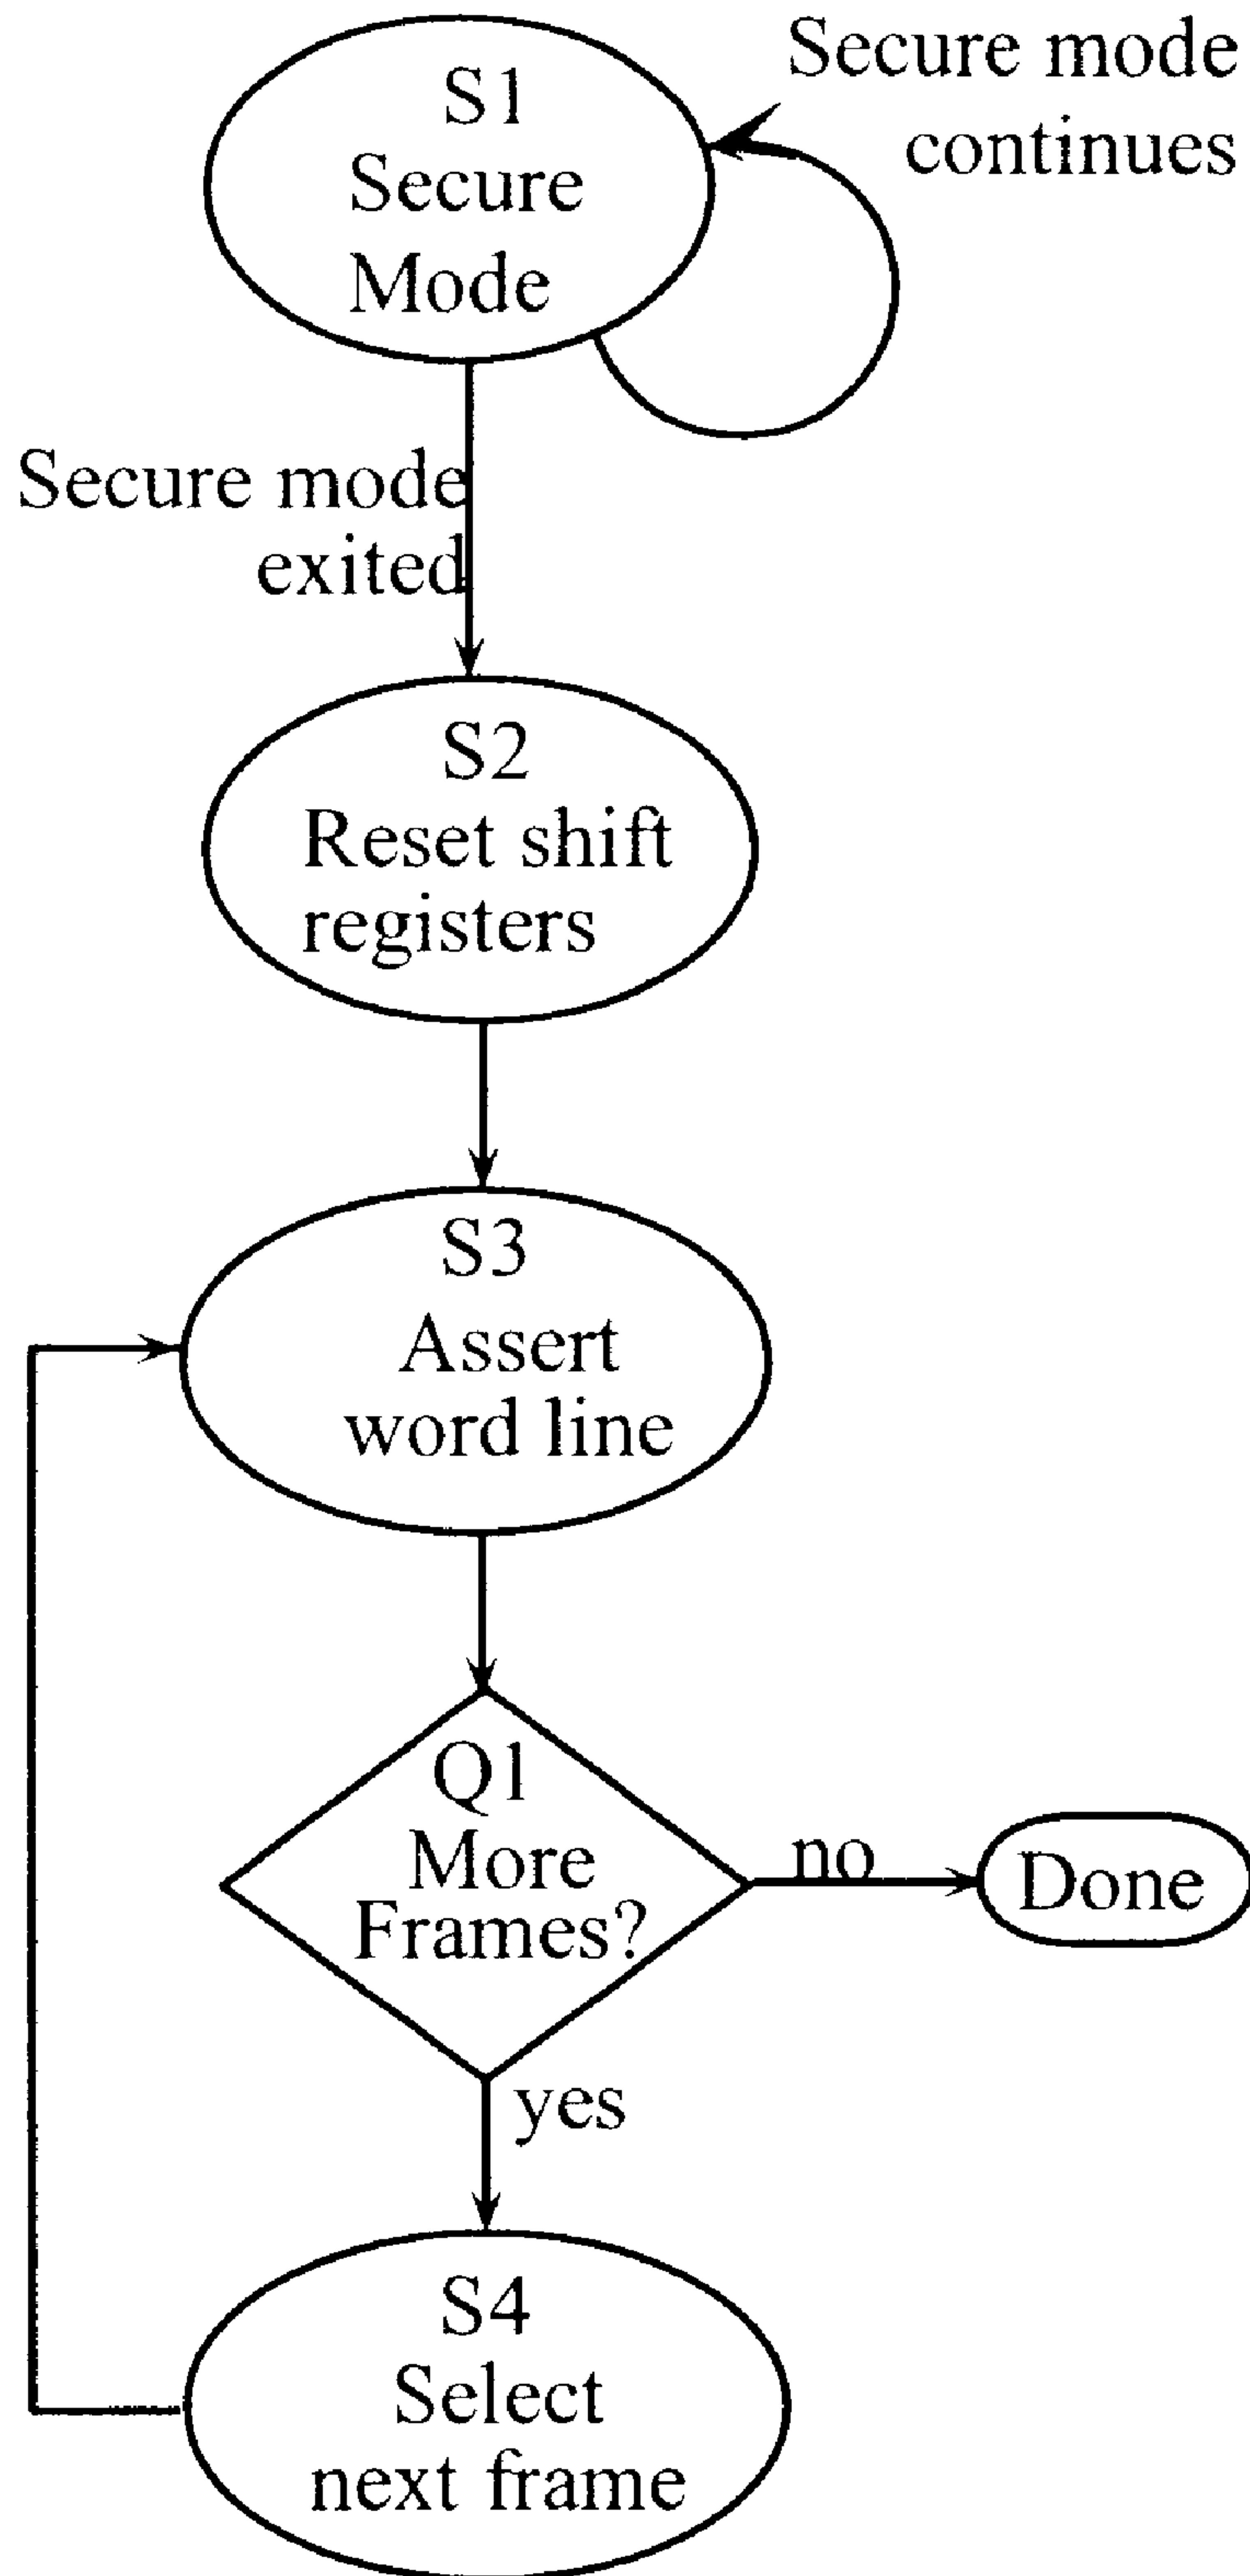 S1
Secure
Mode
Secure mode
continues
Secure mode
exited
S2
Reset shift
registers
S3
Assert
word line
Q1
More
Frames?
no
Done
yes
S4
Select
next frame